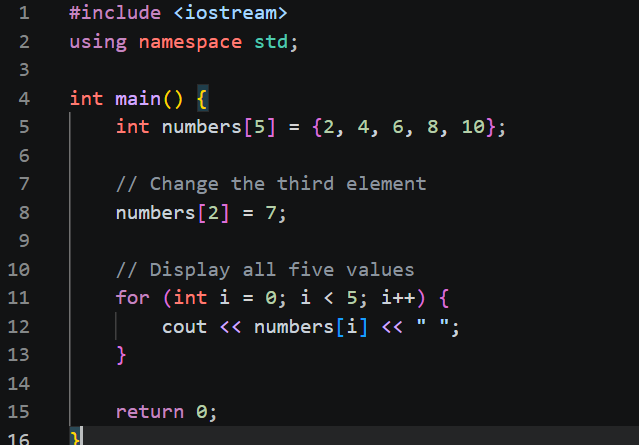 1 #include <iostream>
2 using namespace std;
3
4 int main() {
5     int numbers[5] = {2, 4, 6, 8, 10};
6
7     // Change the third element
8     numbers[2] = 7;
9
10     // Display all five values
11     for (int i = 0; i < 5; i++) {
12         cout << numbers[i] << " ";
13     }
14
15     return 0;
16 }